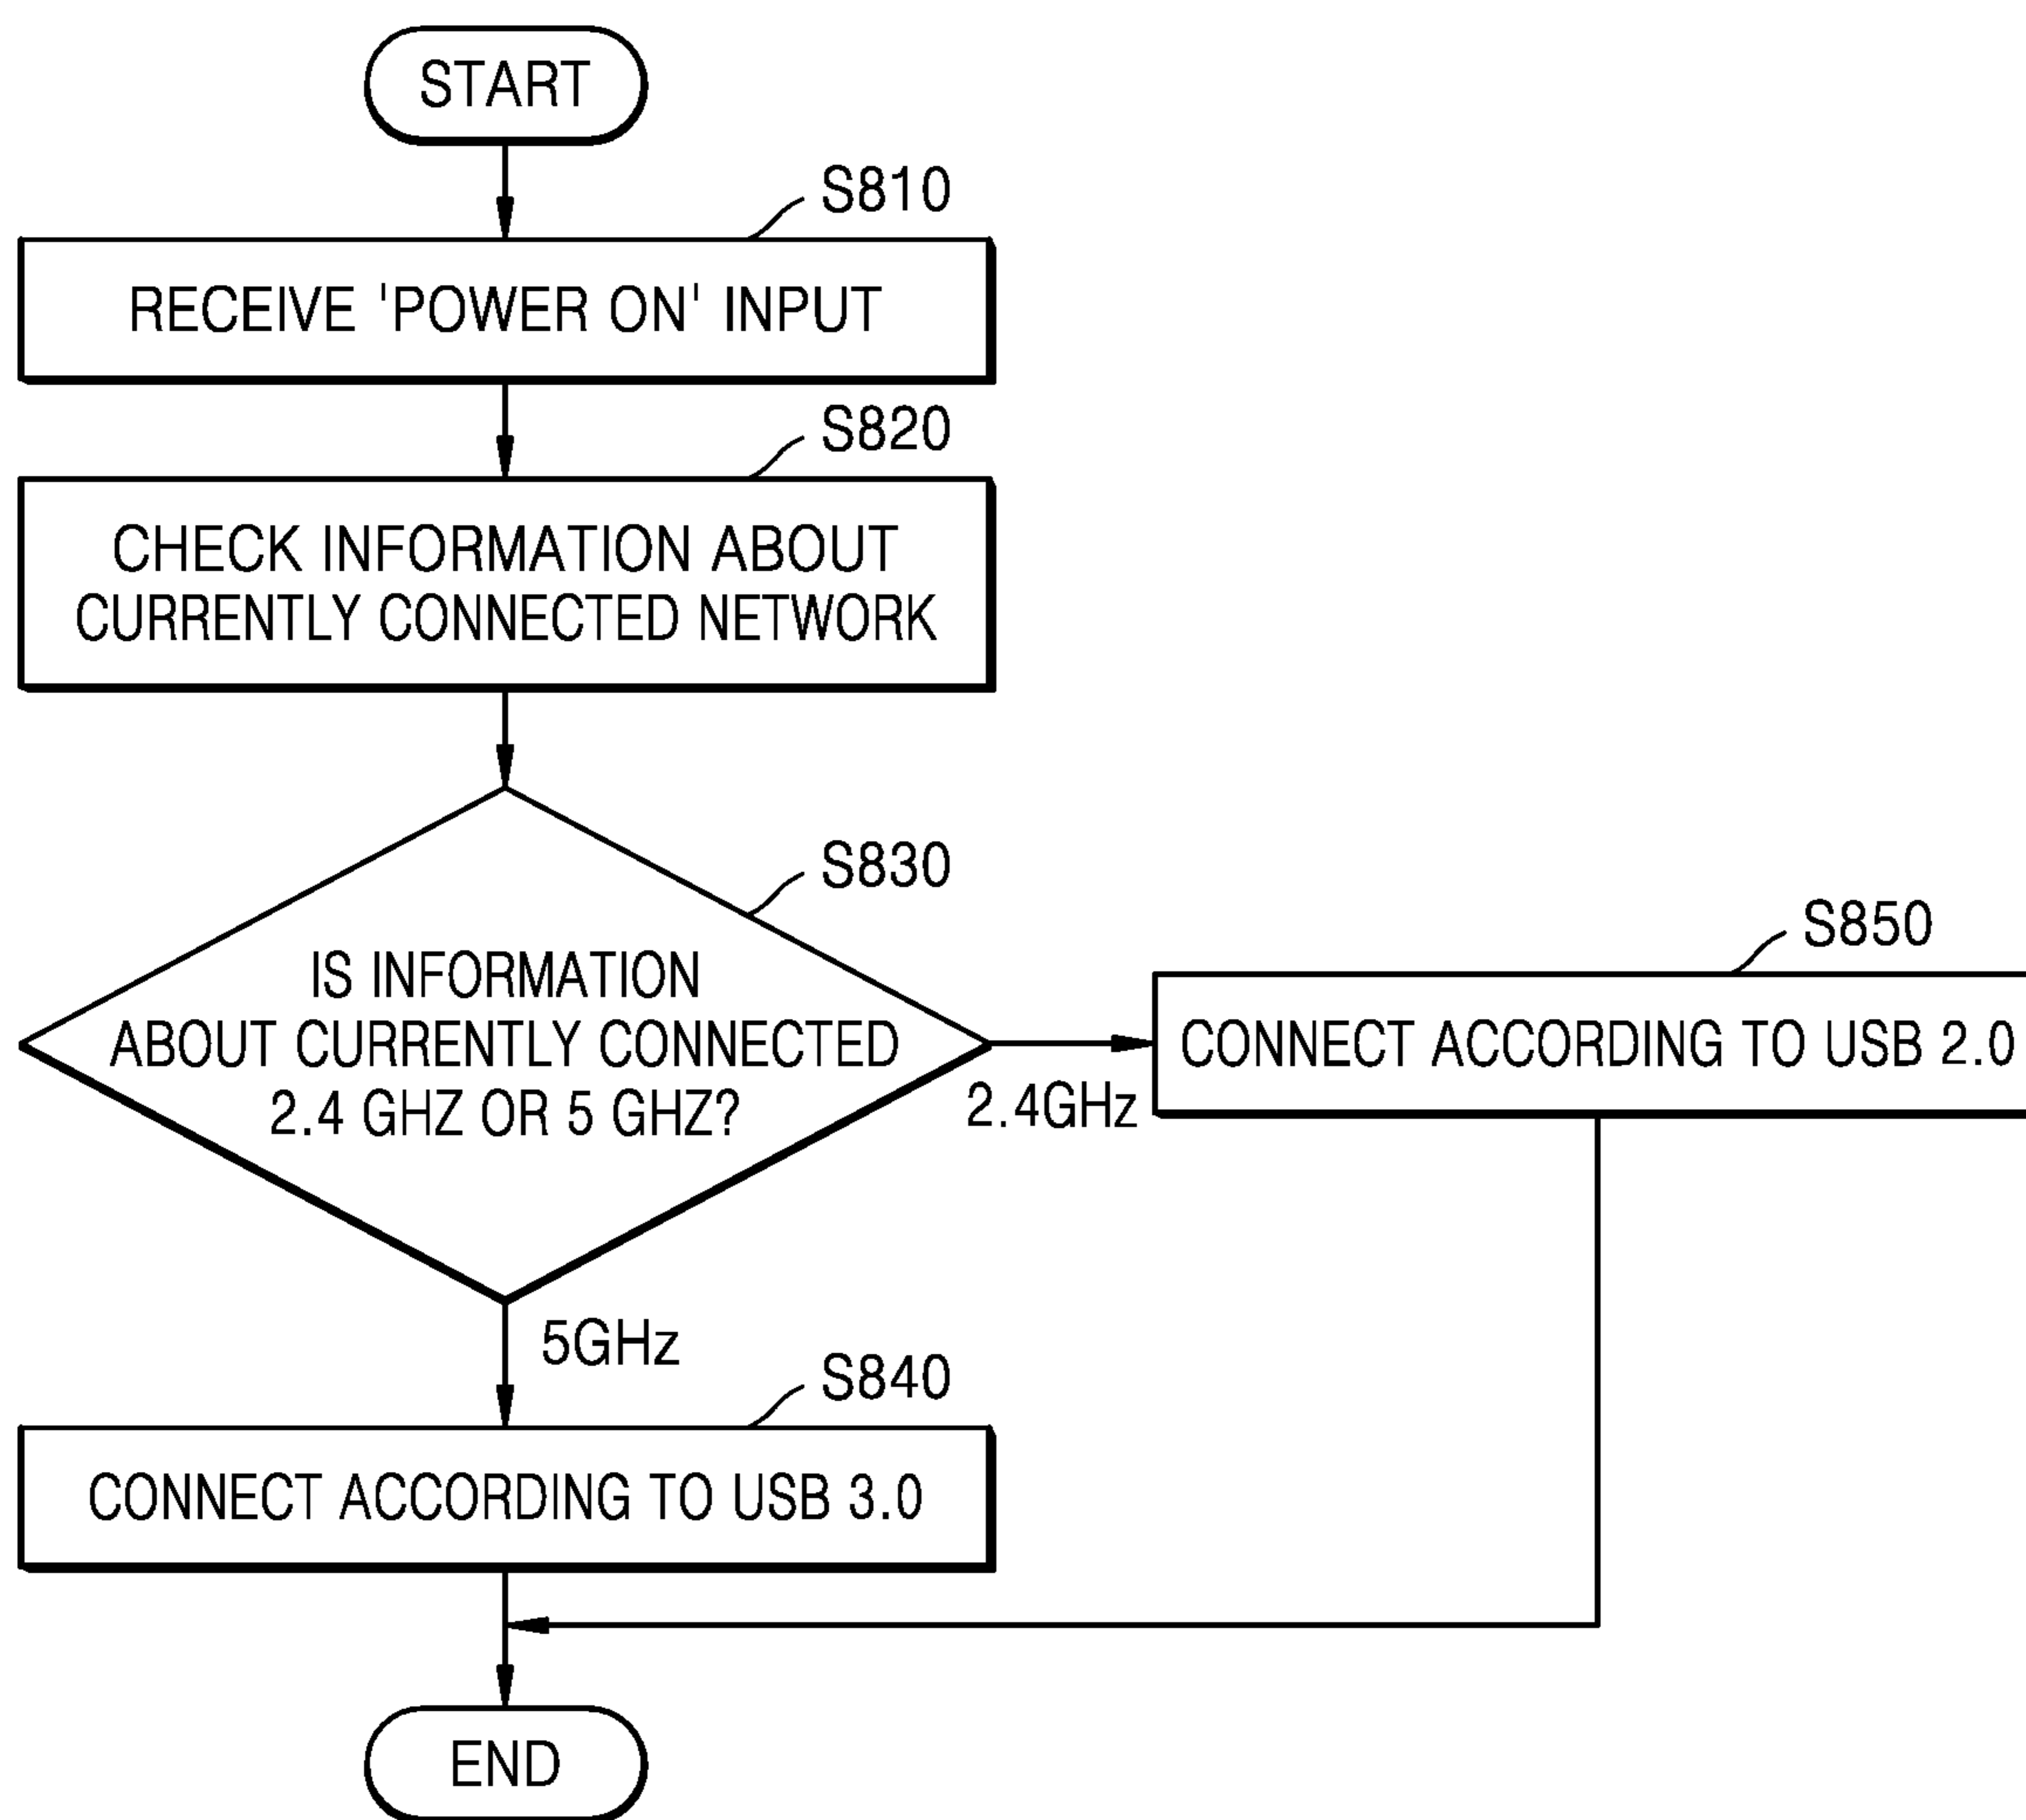 START
S810
RECEIVE 'POWER ON' INPUT
S820
CHECK INFORMATION ABOUT
CURRENTLY CONNECTED NETWORK
S830
IS INFORMATION
ABOUT CURRENTLY CONNECTED
2.4 GHZ OR 5 GHZ?
2.4GHz
S850
CONNECT ACCORDING TO USB 2.0
5GHz
S840
CONNECT ACCORDING TO USB 3.0
END